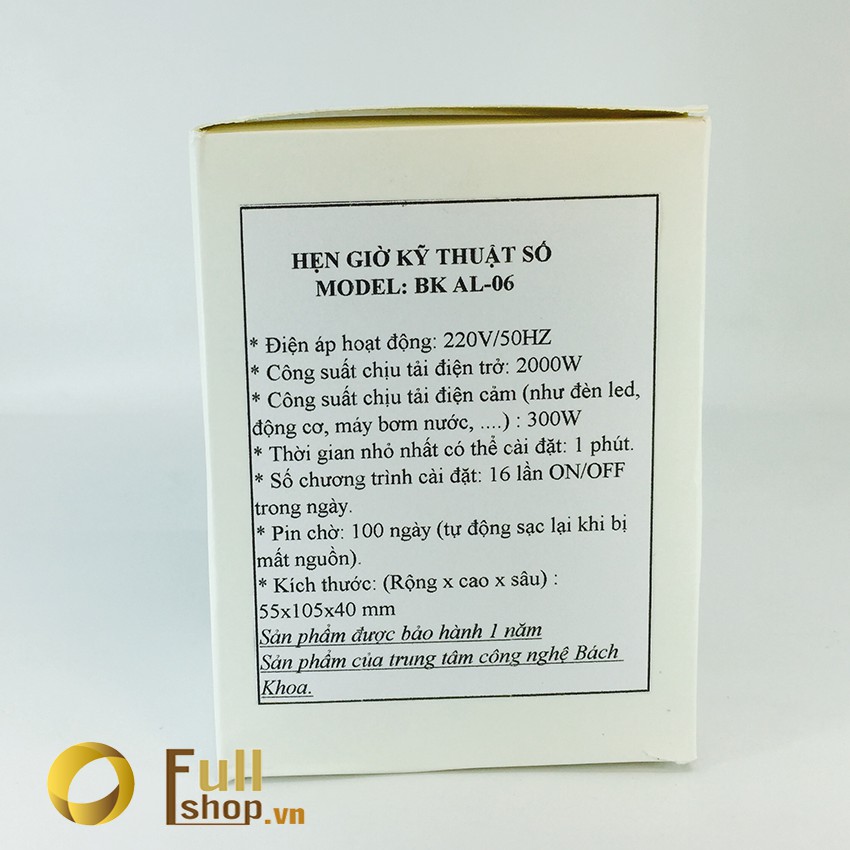 HẸN GIỜ KỸ THUẬT SỐ
MODEL: BK AL-06
* Điện áp hoạt động: 220V/50HZ
* Công suất chịu tải điện trở: 2000W
* Công suất chịu tải điện cảm (như đèn led,
động cơ, máy bơm nước, ....) : 300W
* Thời gian nhỏ nhất có thể cài đặt: 1 phút.
* Số chương trình cài đặt: 16 lần ON/OFF
trong ngày.
* Pin chờ: 100 ngày (tự động sạc lại khi bị
mất nguồn).
* Kích thước: (Rộng x cao x sâu) :
55x105x40 mm
Sản phẩm được bảo hành 1 năm
Sản phẩm của trung tâm công nghệ Bách
Khoa.
Full
shop.vn